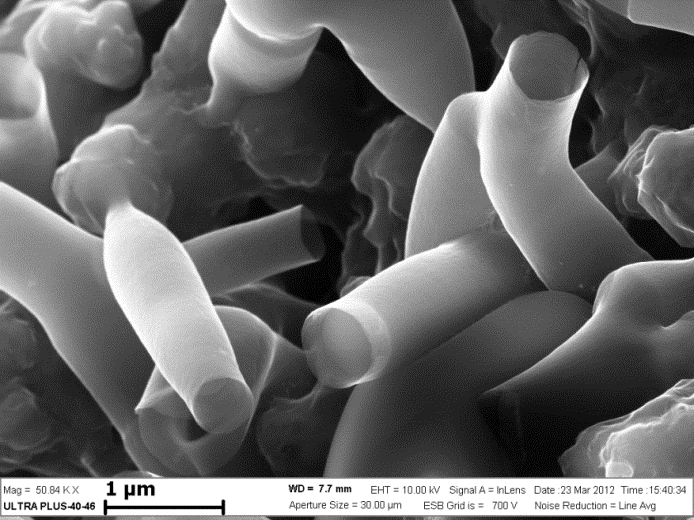 Mag = 50.84 K X 1 µm WD = 7.7 mm EHT = 10.00 kV Signal A = InLens Date :23 Mar 2012 Time :15:40:34
ULTRA PLUS-40-46 Aperture Size = 30.00 µm ESB Grid is = 700 V Noise Reduction = Line Avg